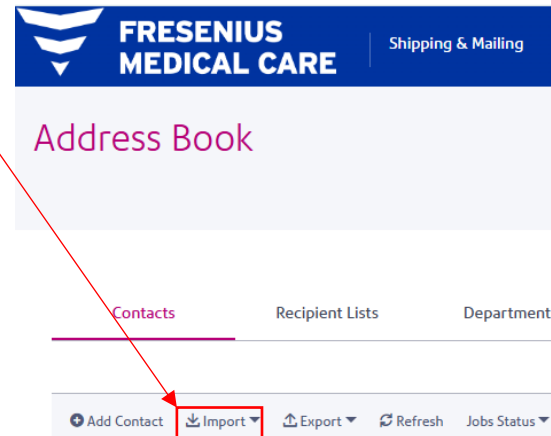 FRESENIUS
MEDICAL CARE
Shipping & Mailing
Address Book
Contacts Recipient Lists Department
Add Contact Import Export Refresh Jobs Status